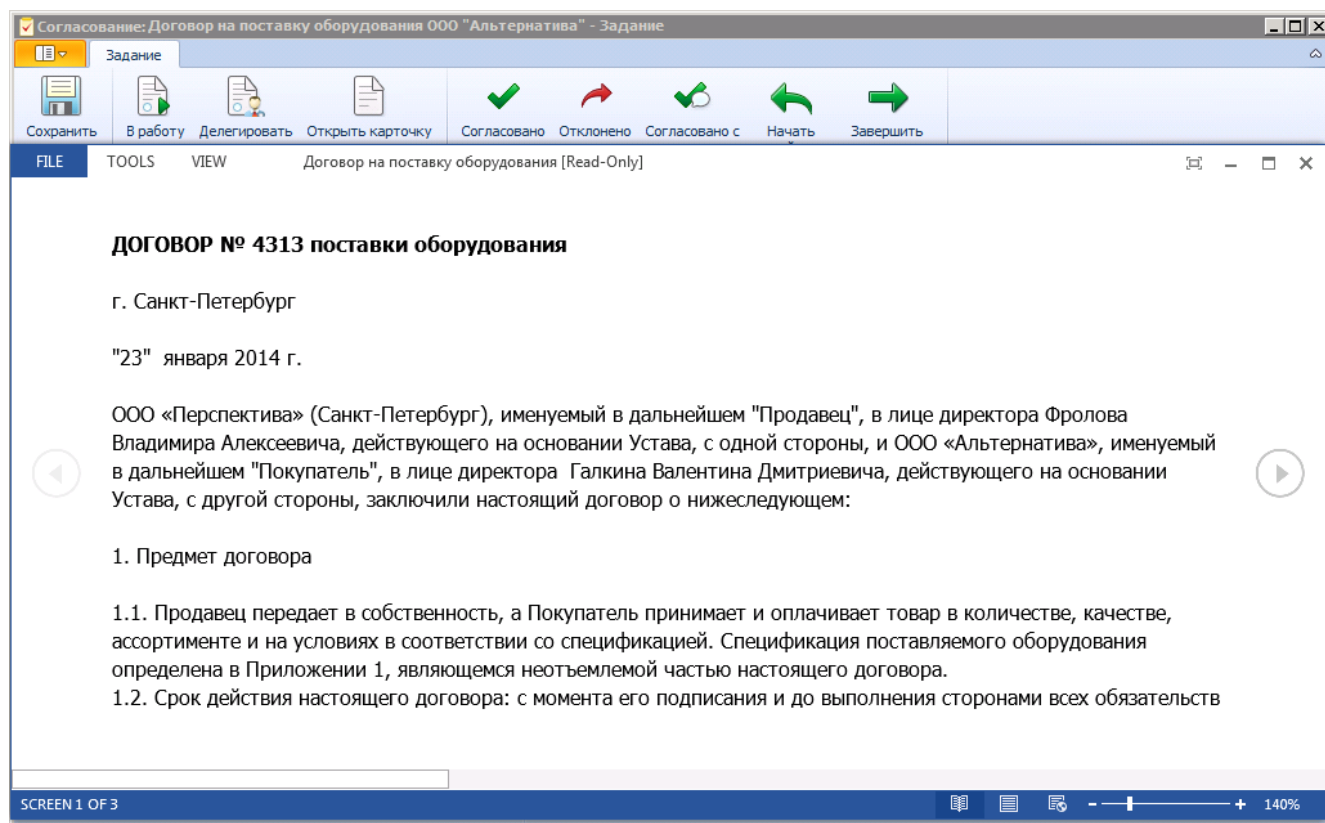 Согласование: Договор на поставку оборудования ООО "Альтернатива" - Задание
Задание
Сохранить В работу Делегировать Открыть карточку Согласовано Отклонено Согласовано с Начать Завершить
FILE TOOLS VIEW Договор на поставку оборудования [Read-Only]
ДОГОВОР № 4313 поставки оборудования
г. Санкт-Петербург
"23"  января 2014 г.
ООО «Перспектива» (Санкт-Петербург), именуемый в дальнейшем "Продавец", в лице директора Фролова
Владимира Алексеевича, действующего на основании Устава, с одной стороны, и ООО «Альтернатива», именуемый
в дальнейшем "Покупатель", в лице директора  Галкина Валентина Дмитриевича, действующего на основании
Устава, с другой стороны, заключили настоящий договор о нижеследующем:
1. Предмет договора
1.1. Продавец передает в собственность, а Покупатель принимает и оплачивает товар в количестве, качестве,
ассортименте и на условиях в соответствии со спецификацией. Спецификация поставляемого оборудования
определена в Приложении 1, являющемся неотъемлемой частью настоящего договора.
1.2. Срок действия настоящего договора: с момента его подписания и до выполнения сторонами всех обязательств
SCREEN 1 OF 3 140%